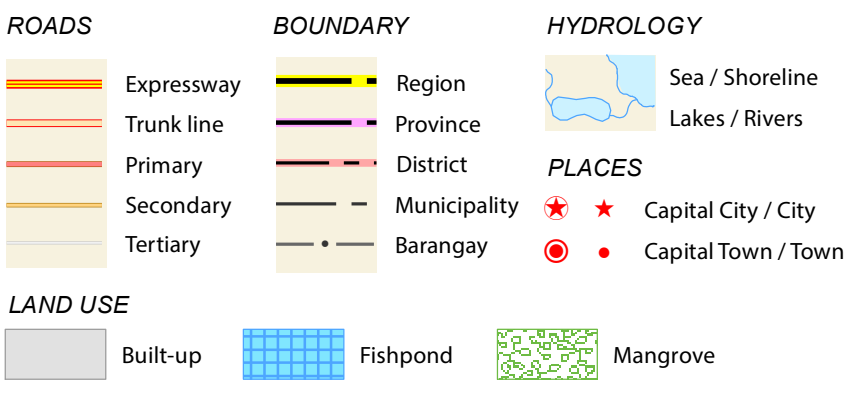 ROADS
Expressway
Trunk line
Primary
Secondary
Tertiary
BOUNDARY
Region
Province
District
Municipality
Barangay
HYDROLOGY
Sea / Shoreline
Lakes / Rivers
PLACES
Capital City / City
Capital Town / Town
LAND USE
Built-up
Fishpond
Mangrove